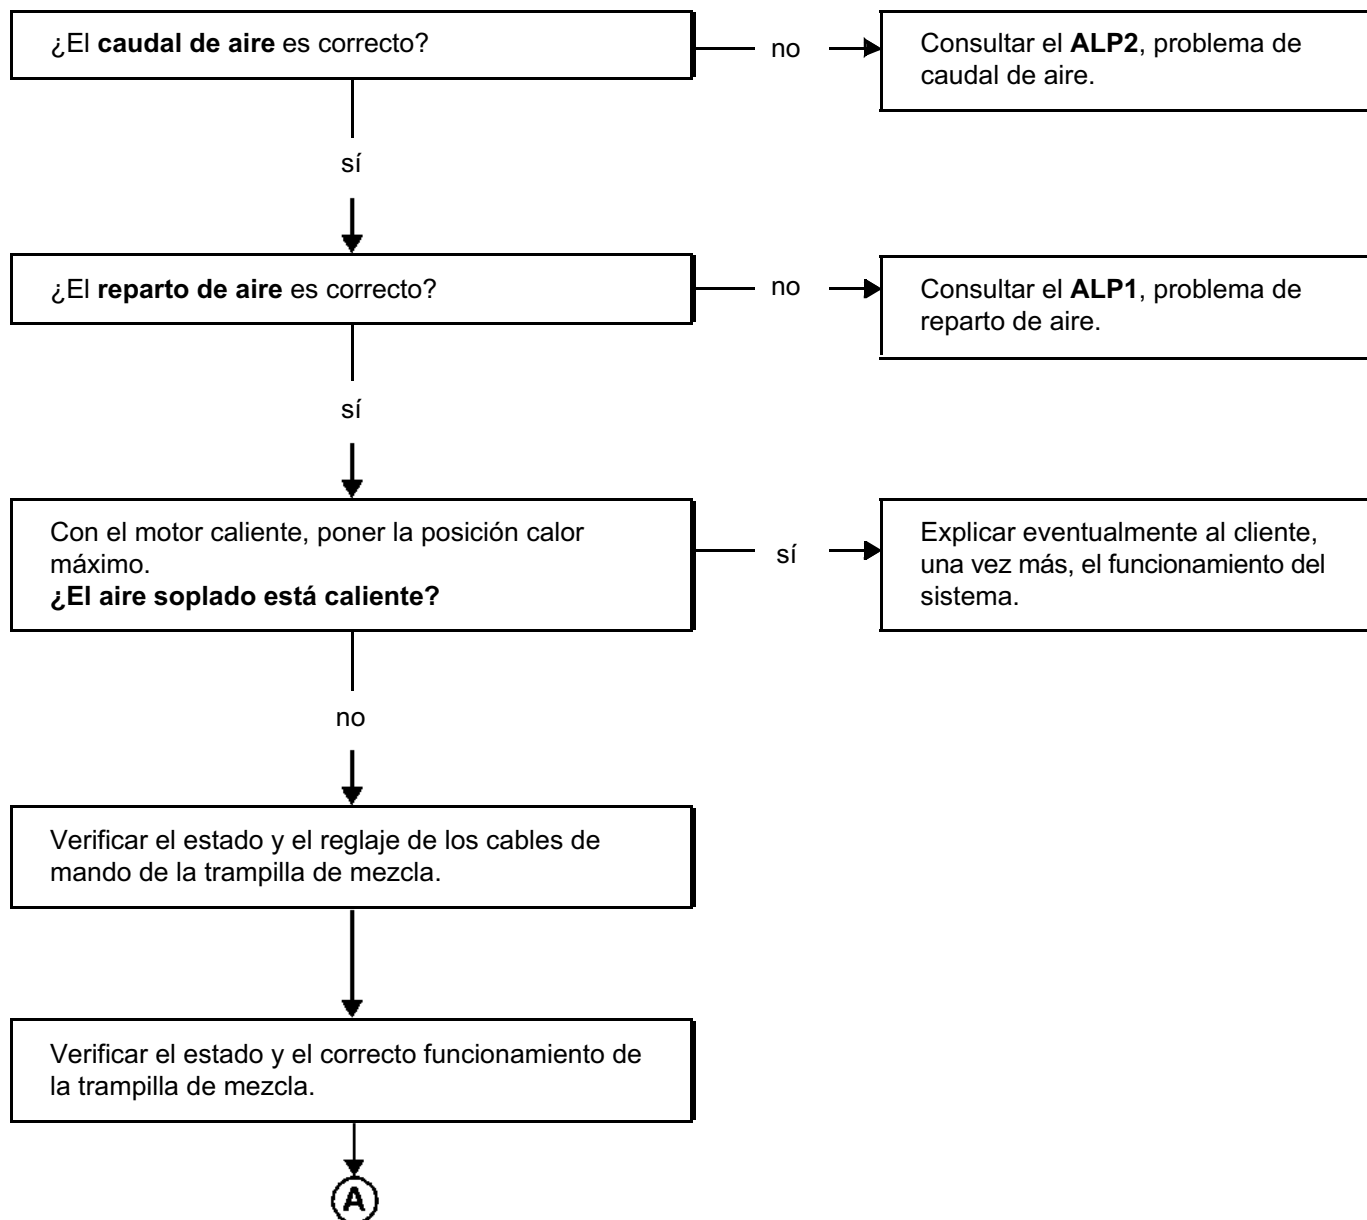 ¿El caudal de aire es correcto?
no
Consultar el ALP2, problema de
caudal de aire.
sí
¿El reparto de aire es correcto?
no
Consultar el ALP1, problema de
reparto de aire.
sí
Con el motor caliente, poner la posición calor
máximo.
¿El aire soplado está caliente?
sí
Explicar eventualmente al cliente,
una vez más, el funcionamiento del
sistema.
no
Verificar el estado y el reglaje de los cables de
mando de la trampilla de mezcla.
Verificar el estado y el correcto funcionamiento de
la trampilla de mezcla.
A